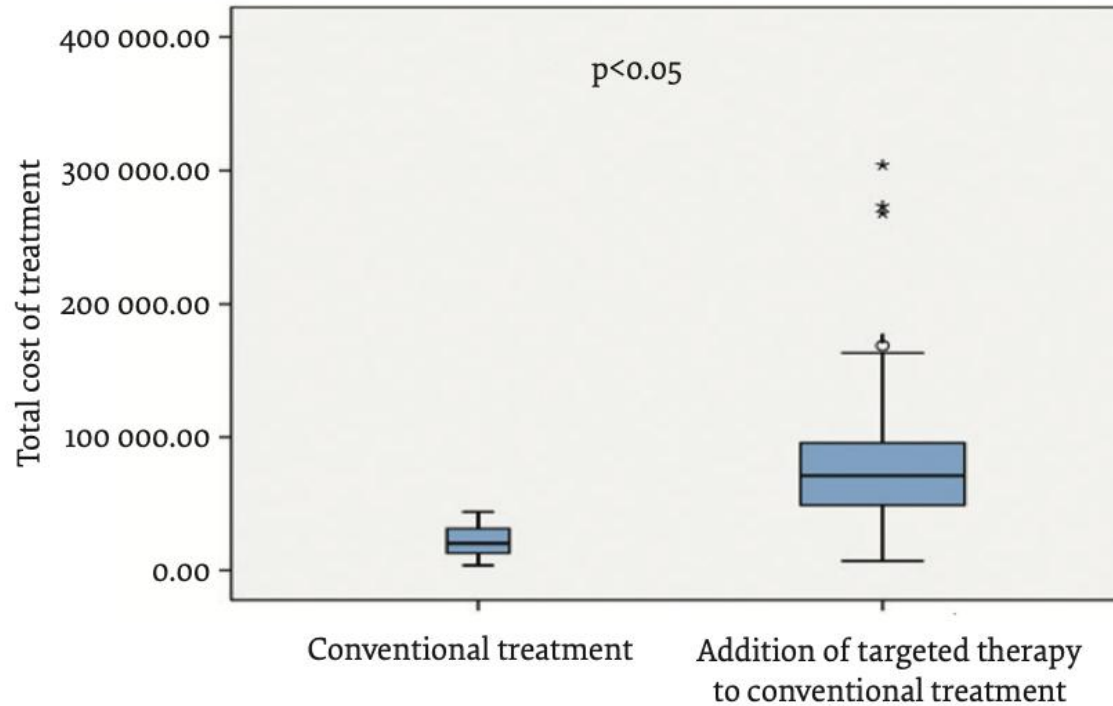 400 000.00
p<0.05
300 000.00
200 000.00
100 000.00
0.00
Total cost of treatment
Conventional treatment
Addition of targeted therapy
to conventional treatment